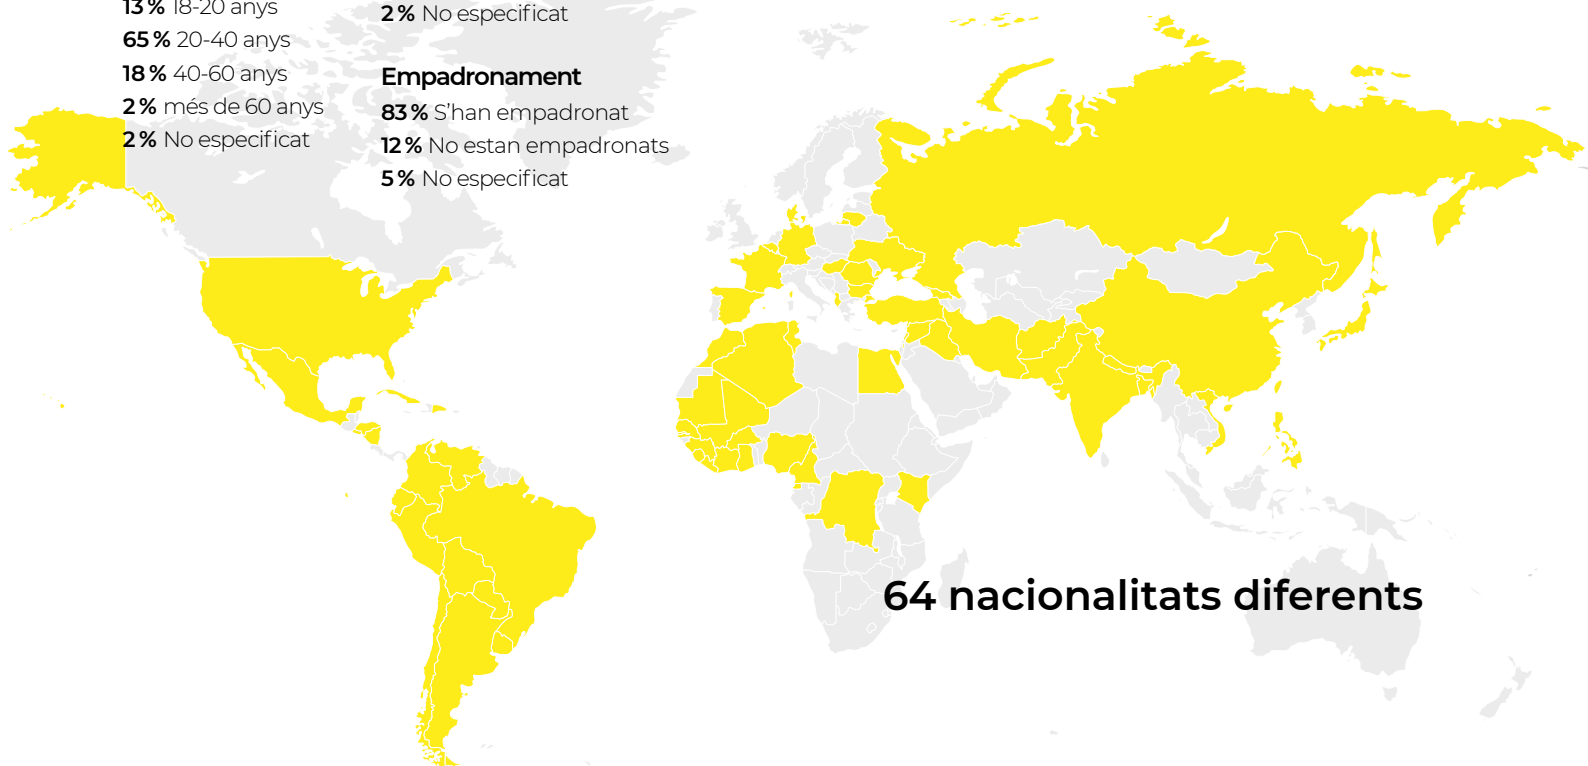 13 % 18-20 anys
65 % 20-40 anys
18 % 40-60 anys
2 % més de 60 anys
2 % No especificat
2 % No especificat
Empadronament
83 % S'han empadronat
12 % No estan empadronats
5 % No especificat
64 nacionalitats diferents